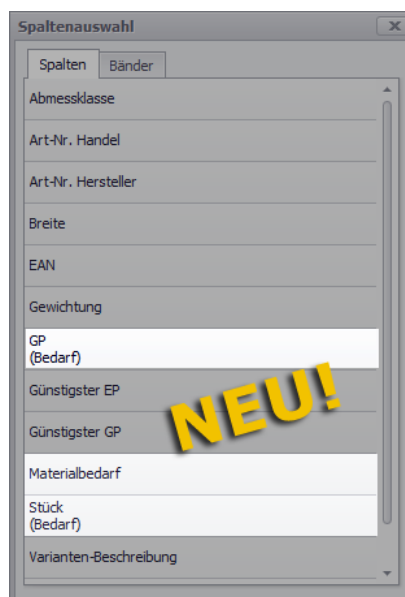 Spaltenauswahl
Spalten Bänder
Abmessklasse
Art-Nr. Handel
Art-Nr. Hersteller
Breite
EAN
Gewichtung
GP
(Bedarf)
Günstigster EP
Günstigster GP
NEU!
Materialbedarf
Stück
(Bedarf)
Varianten-Beschreibung